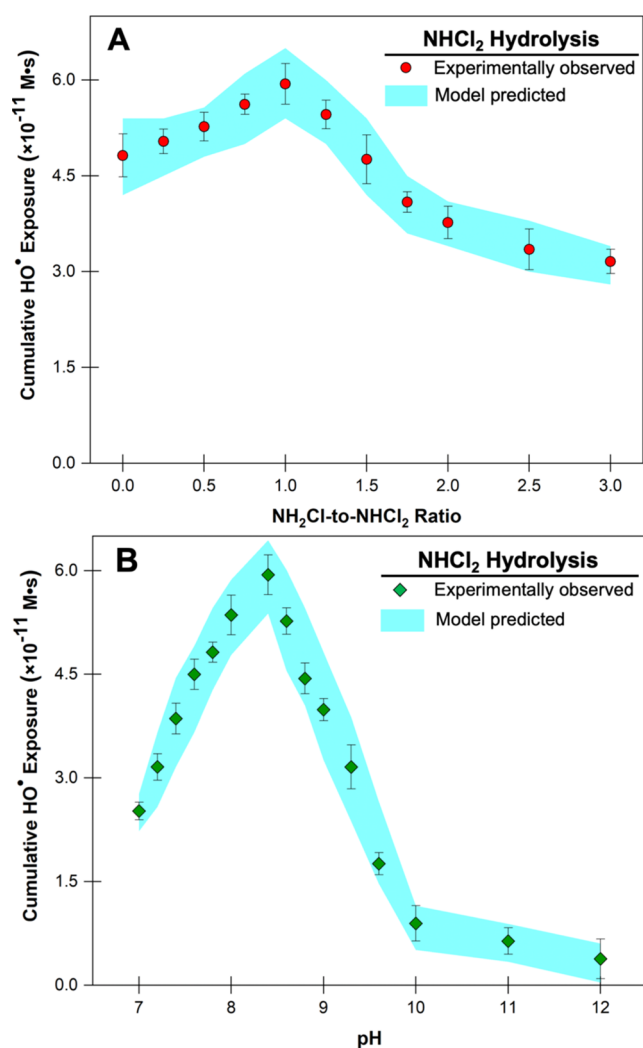 A
NHCl₂ Hydrolysis
Experimentally observed
Model predicted
Cumulative HO• Exposure (×10⁻¹¹ M•s)
6.0
4.5
3.0
1.5
0.0
0.0 0.5 1.0 1.5 2.0 2.5 3.0
NH₂Cl-to-NHCl₂ Ratio
B
NHCl₂ Hydrolysis
Experimentally observed
Model predicted
Cumulative HO• Exposure (×10⁻¹¹ M•s)
6.0
4.5
3.0
1.5
0.0
7 8 9 10 11 12
pH